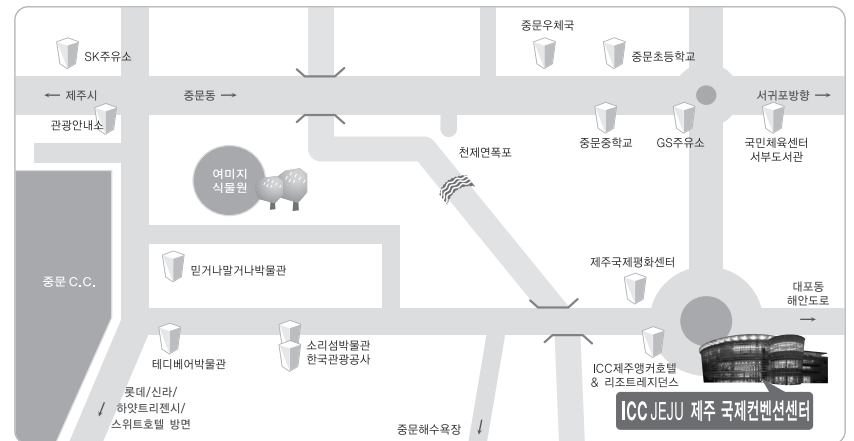 중문우체국
SK주유소
중문초등학교
← 제주시
중문동 →
서귀포방향 →
관광안내소
중문중학교
GS주유소
국민체육센터
서부도서관
천제연폭포
여미지
식물원
믿거나말거나박물관
제주국제평화센터
중문 C.C.
대포동
해안도로
→
테디베어박물관
소리섬박물관
한국관광공사
ICC제주앵커호텔
& 리조트레지던스
롯데/신라/
하얏트리젠시/
스위트호텔 방면
↓
중문해수욕장 ↓
ICC JEJU 제주 국제컨벤션센터